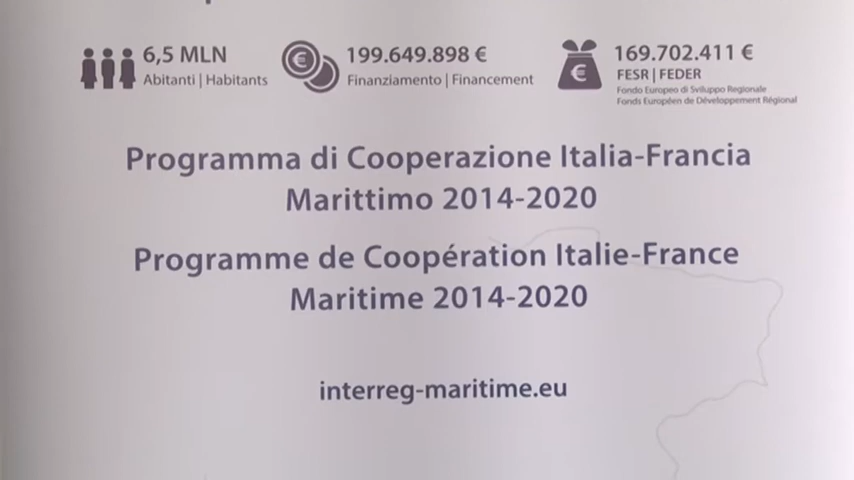 6,5 MLN
Abitanti | Habitants
199.649.898 €
Finanziamento | Financement
169.702.411 €
FESR | FEDER
Fondo Europeo di Sviluppo Regionale
Fonds Européen de Développement Régional
Programma di Cooperazione Italia-Francia
Marittimo 2014-2020
Programme de Coopération Italie-France
Maritime 2014-2020
interreg-maritime.eu